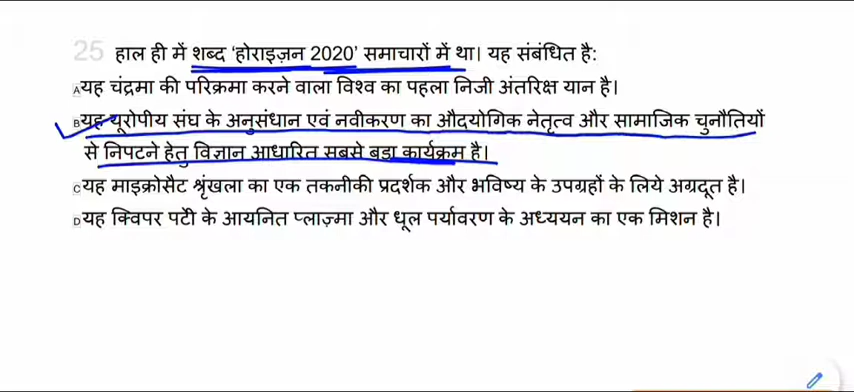 25 हाल ही में शब्द 'होराइज़न 2020' समाचारों में था। यह संबंधित है:
A यह चंद्रमा की परिक्रमा करने वाला विश्व का पहला निजी अंतरिक्ष यान है।
B यह यूरोपीय संघ के अनुसंधान एवं नवीकरण का औदयोगिक नेतृत्व और सामाजिक चुनौतियों
से निपटने हेतु विज्ञान आधारित सबसे बड़ा कार्यक्रम है।
C यह माइक्रोसैट श्रृंखला का एक तकनीकी प्रदर्शक और भविष्य के उपग्रहों के लिये अग्रदूत है।
D यह क्विपर पटी के आयनित प्लाज़्मा और धूल पर्यावरण के अध्ययन का एक मिशन है।